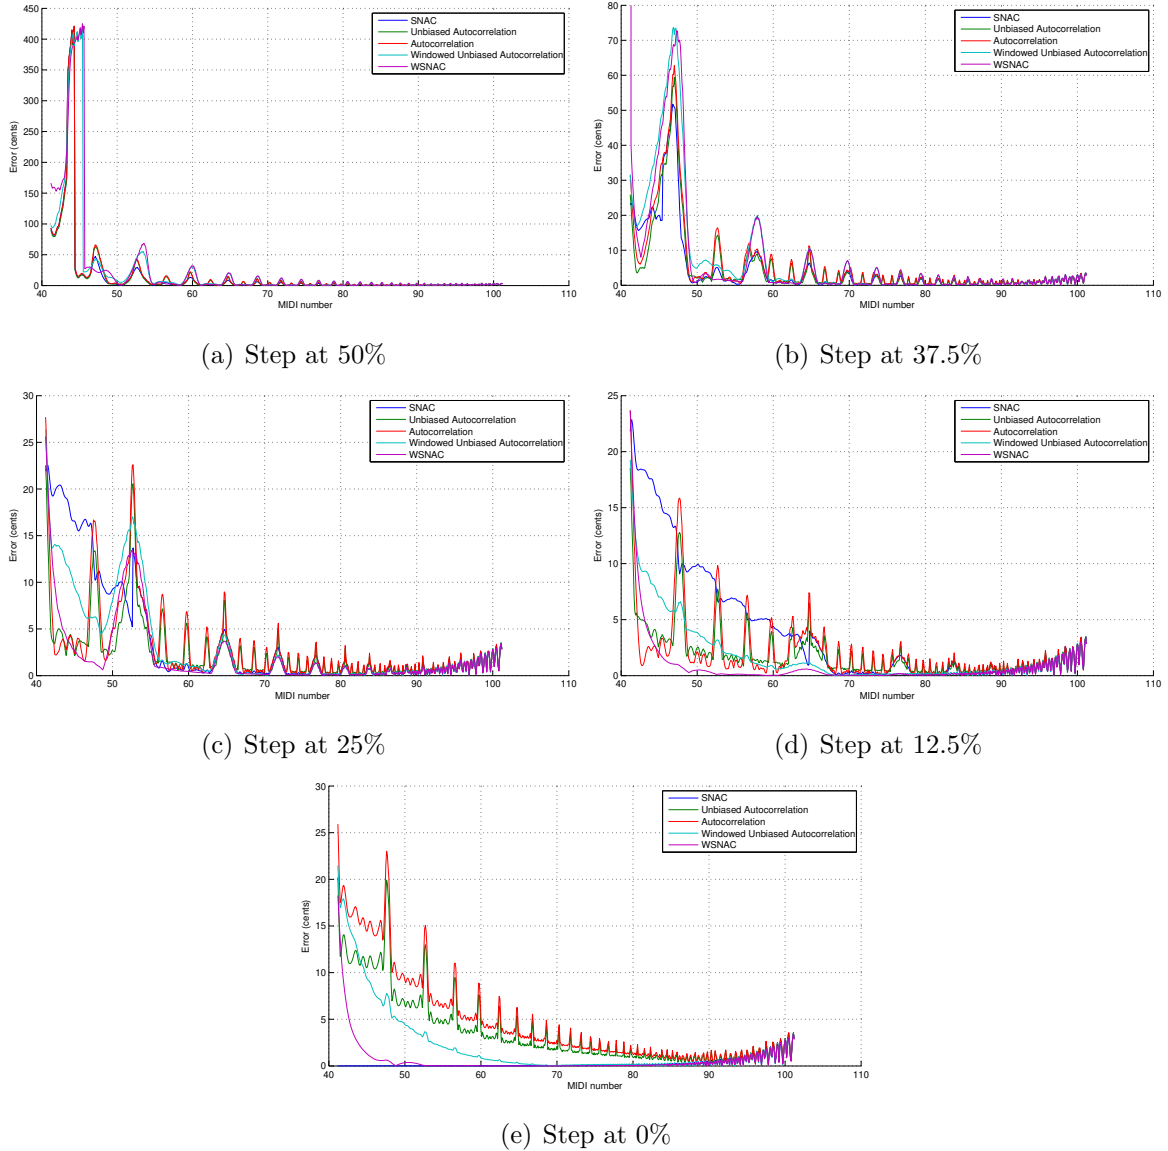 450
400
350
300
250
200
150
100
50
0
Error (cents)
40 50 60 70 80 90 100 110
MIDI number
SNAC
Unbiased Autocorrelation
Autocorrelation
Windowed Unbiased Autocorrelation
WSNAC
(a) Step at 50%
80
70
60
50
40
30
20
10
0
Error (cents)
40 50 60 70 80 90 100 110
MIDI number
SNAC
Unbiased Autocorrelation
Autocorrelation
Windowed Unbiased Autocorrelation
WSNAC
(b) Step at 37.5%
30
25
20
15
10
5
0
Error (cents)
40 50 60 70 80 90 100 110
MIDI number
SNAC
Unbiased Autocorrelation
Autocorrelation
Windowed Unbiased Autocorrelation
WSNAC
(c) Step at 25%
25
20
15
10
5
0
Error (cents)
40 50 60 70 80 90 100 110
MIDI number
SNAC
Unbiased Autocorrelation
Autocorrelation
Windowed Unbiased Autocorrelation
WSNAC
(d) Step at 12.5%
30
25
20
15
10
5
0
Error (cents)
40 50 60 70 80 90 100 110
MIDI number
SNAC
Unbiased Autocorrelation
Autocorrelation
Windowed Unbiased Autocorrelation
WSNAC
(e) Step at 0%